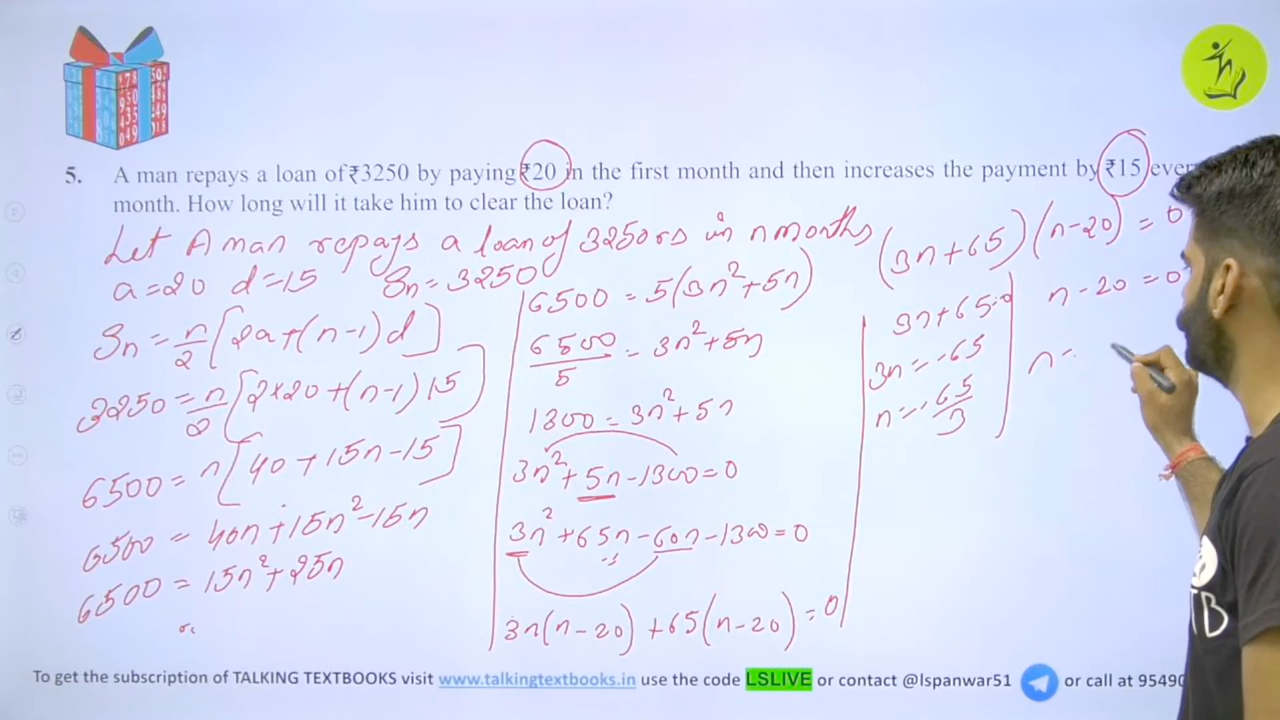 5. A man repays a loan of ₹3250 by paying ₹20 in the first month and then increases the payment by ₹15 ever
month. How long will it take him to clear the loan?
Let A man repays a loan of 3250rs in n months
a=20 d=15 Sn=3250
Sn=n/2[2a+(n-1)d]
3250=n/2[2×20+(n-1)15]
6500=n[40+15n-15]
6500=40n+15n²-15n
6500=15n²+25n
6500=5(3n²+5n)
6500/5=3n²+5n
1300=3n²+5n
3n²+5n-1300=0
3n²+65n-60n-1300=0
3n(n-20)+65(n-20)=0
(3n+65)(n-20)=0
3n+65=0
3n=-65
n=-65/3
n-20=0
n=
TB
To get the subscription of TALKING TEXTBOOKS visit www.talkingtextbooks.in use the code LSLIVE or contact @lspanwar51 or call at 95490